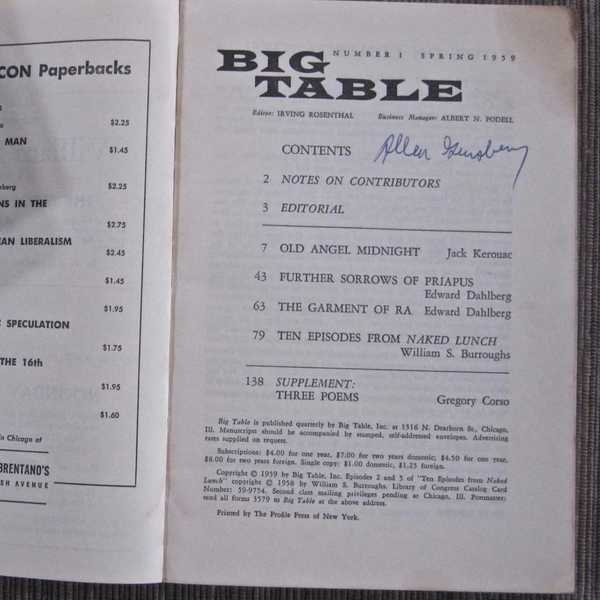 CON Paperbacks
$2.25
MAN
$1.45
$2.25
NS IN THE
$2.75
EAN LIBERALISM
$2.45
$1.45
$1.95
SPECULATION
$1.75
THE 16th
$1.95
$1.60
in Chicago at
BRENTANO'S
SH AVENUE
NUMBER 1 SPRING 1959
BIG
TABLE
Editor: IRVING ROSENTHAL Business Manager: ALBERT N. PODELL
CONTENTS Allen Ginsberg
2 NOTES ON CONTRIBUTORS
3 EDITORIAL
7 OLD ANGEL MIDNIGHT Jack Kerouac
43 FURTHER SORROWS OF PRIAPUS
Edward Dahlberg
63 THE GARMENT OF RA Edward Dahlberg
79 TEN EPISODES FROM NAKED LUNCH
William S. Burroughs
138 SUPPLEMENT:
THREE POEMS Gregory Corso
Big Table is published quarterly by Big Table, Inc. at 1316 N. Dearborn St., Chicago,
Ill. Manuscripts should be accompanied by stamped, self-addressed envelopes. Advertising
rates supplied on request.
Subscriptions: $4.00 for one year, $7.00 for two years domestic; $4.50 for one year,
$8.00 for two years foreign. Single copy: $1.00 domestic, $1.25 foreign.
Copyright © 1959 by Big Table, Inc. Episodes 2 and 5 of "Ten Episodes from Naked
Lunch" copyright © 1958 by William S. Burroughs. Library of Congress Catalog Card
Number: 59-9754. Second class mailing privileges pending at Chicago, Ill. Postmaster:
send all forms 3579 to Big Table at the above address.
Printed by The Profile Press of New York.